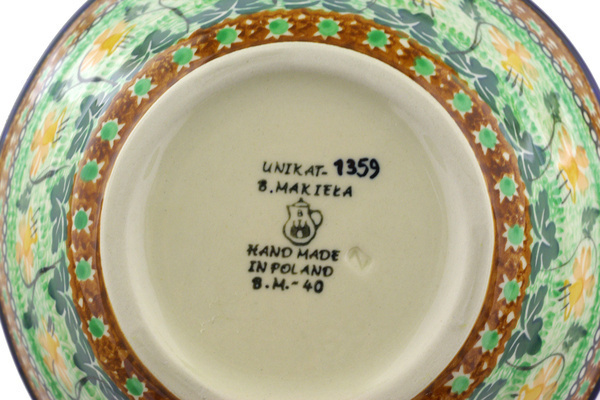 UNIKAT-1359
B.MAKIEŁA
HAND MADE
IN POLAND
B.M.-40